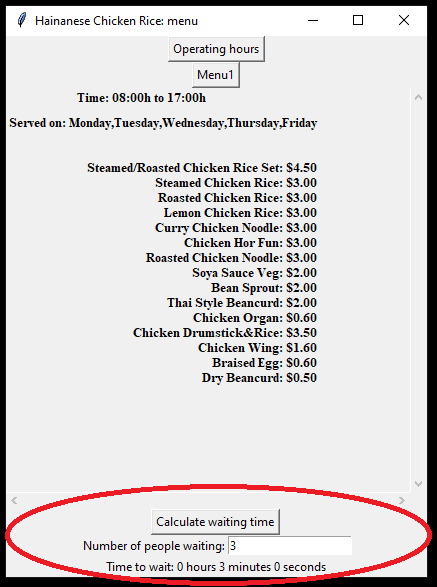 Hainanese Chicken Rice: menu
Operating hours
Menu1
Time: 08:00h to 17:00h
Served on: Monday,Tuesday,Wednesday,Thursday,Friday
Steamed/Roasted Chicken Rice Set: $4.50
Steamed Chicken Rice: $3.00
Roasted Chicken Rice: $3.00
Lemon Chicken Rice: $3.00
Curry Chicken Noodle: $3.00
Chicken Hor Fun: $3.00
Roasted Chicken Noodle: $3.00
Soya Sauce Veg: $2.00
Bean Sprout: $2.00
Thai Style Beancurd: $2.00
Chicken Organ: $0.60
Chicken Drumstick&Rice: $3.50
Chicken Wing: $1.60
Braised Egg: $0.60
Dry Beancurd: $0.50
Calculate waiting time
Number of people waiting: 3
Time to wait: 0 hours 3 minutes 0 seconds